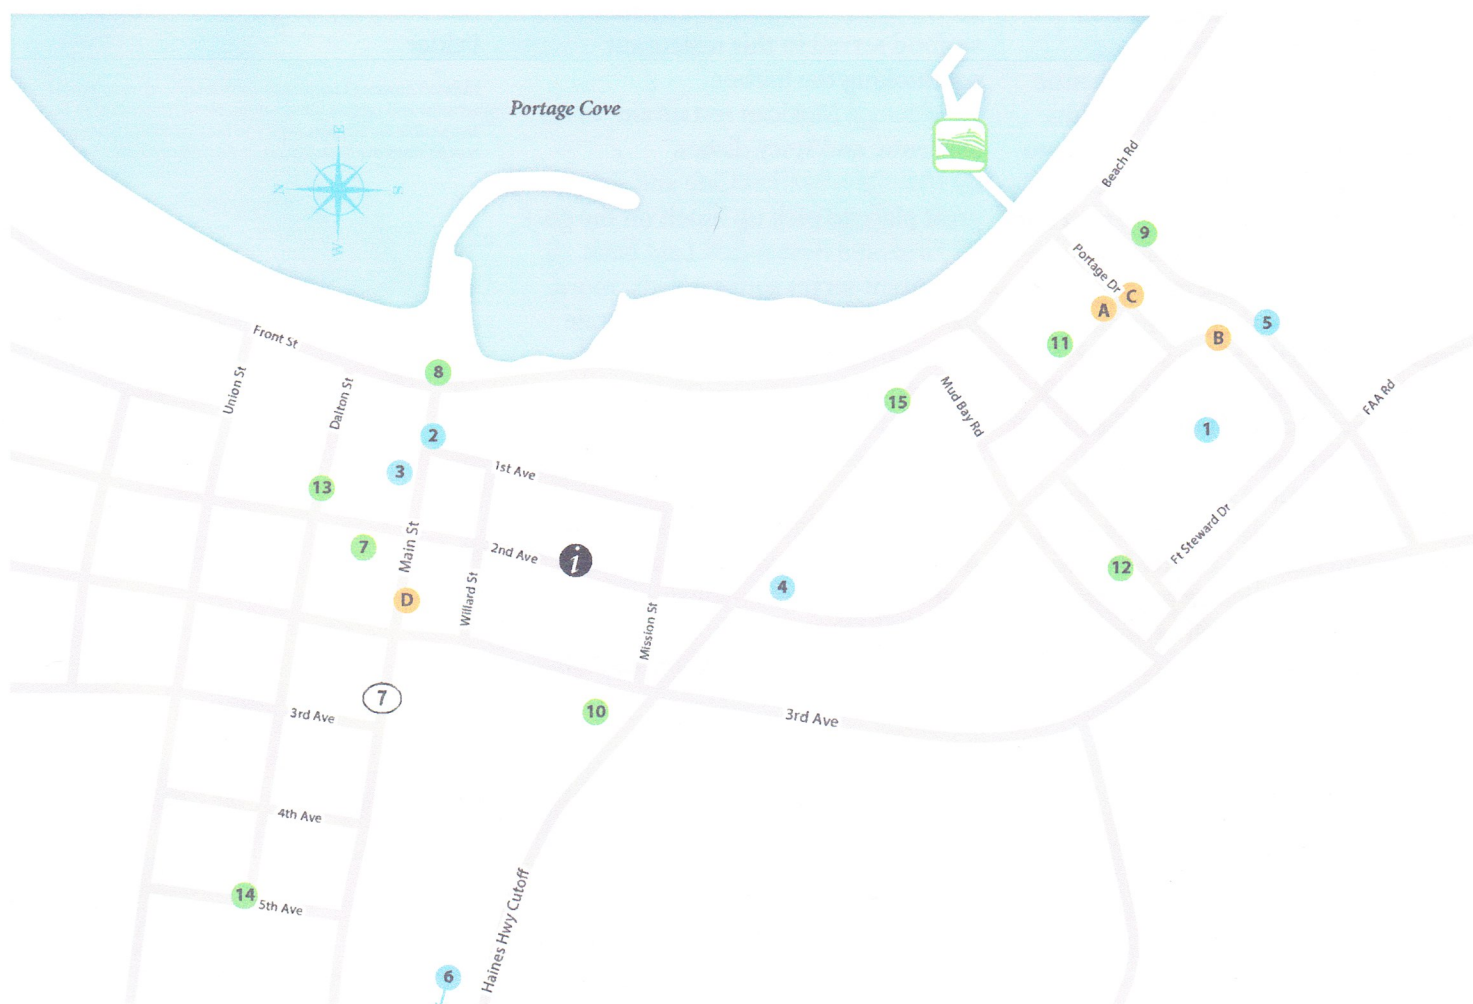 Portage Cove
E
N
S
W
Beach Rd
9
Portage Dr
C
A
5
B
11
Front St
8
Union St
Dalton St
15
Mud Bay Rd
FAA Rd
2
1
3
1st Ave
13
Main St
7
2nd Ave
i
Ft Steward Dr
12
4
D
Willard St
Mission St
7
3rd Ave
10
3rd Ave
4th Ave
14
5th Ave
Haines Hwy Cutoff
6